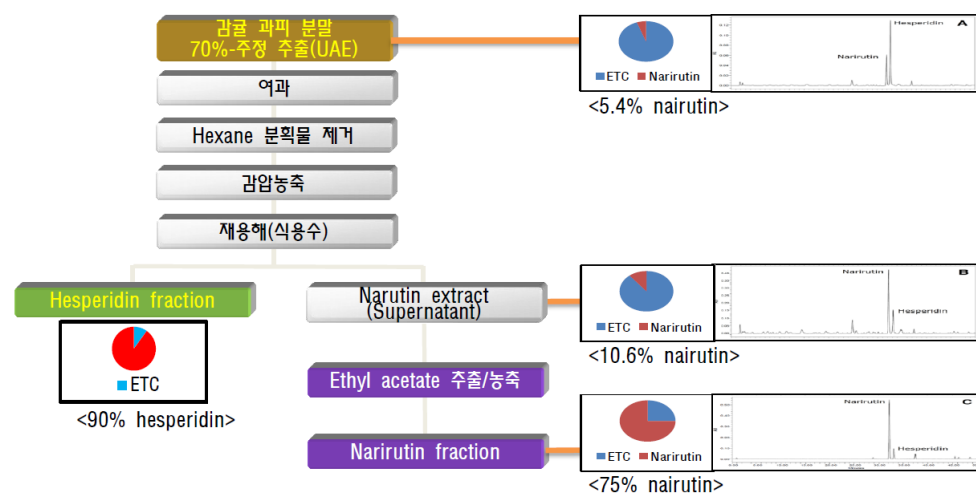 감귤 과피 분말
70%-주정 추출(UAE)
ETC Narirutin
<5.4% nairutin>
Narirutin
Hesperidin
A
여과
Hexane 분획물 제거
감압농축
재용해(식용수)
Hesperidin fraction
ETC
<90% hesperidin>
Narutin extract
(Supernatant)
ETC Narirutin
<10.6% nairutin>
Narirutin
Hesperidin
B
Ethyl acetate 추출/농축
Narirutin fraction
ETC Narirutin
<75% nairutin>
Narirutin
Hesperidin
C